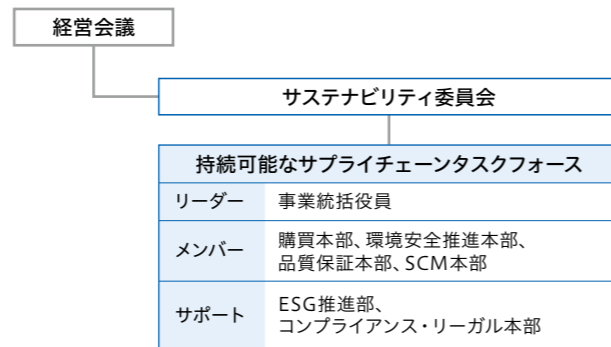 経営会議
サステナビリティ委員会
持続可能なサプライチェーンタスクフォース
リーダー 事業統括役員
メンバー 購買本部、環境安全推進本部、
品質保証本部、SCM本部
サポート ESG推進部、
コンプライアンス・リーガル本部